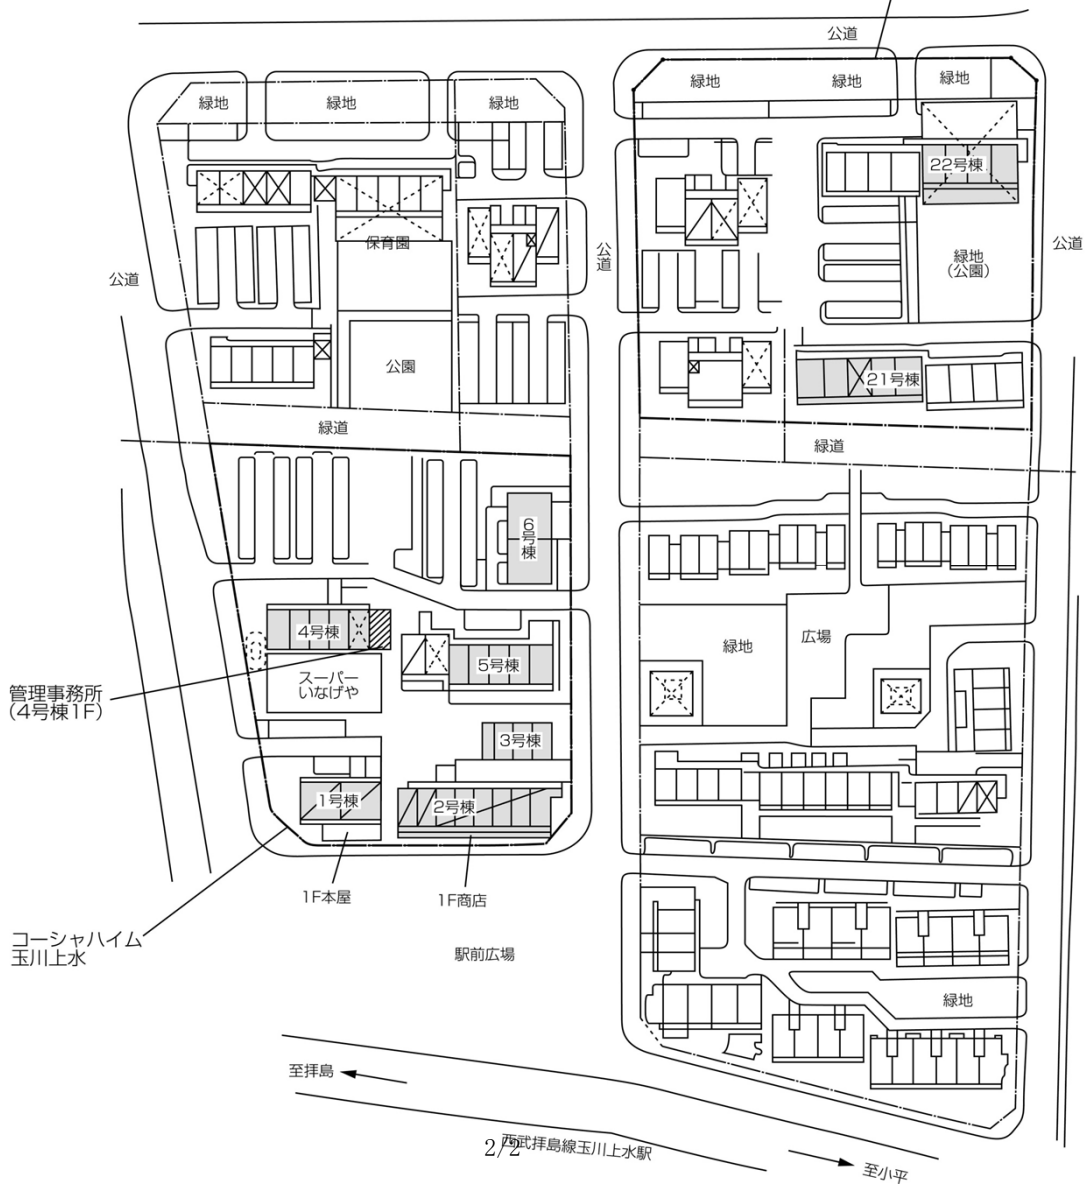 公道
緑地
緑地
緑地
緑地
緑地
緑地
22号棟
保育園
公道
公道
緑地
(公園)
公道
公園
21号棟
緑道
緑道
6号棟
4号棟
広場
緑地
5号棟
スーパー
いなげや
管理事務所
(4号棟1F)
3号棟
1号棟
2号棟
1F本屋
1F商店
コーシャハイム
玉川上水
駅前広場
緑地
至拝島
西武拝島線玉川上水駅
2/2
至小平